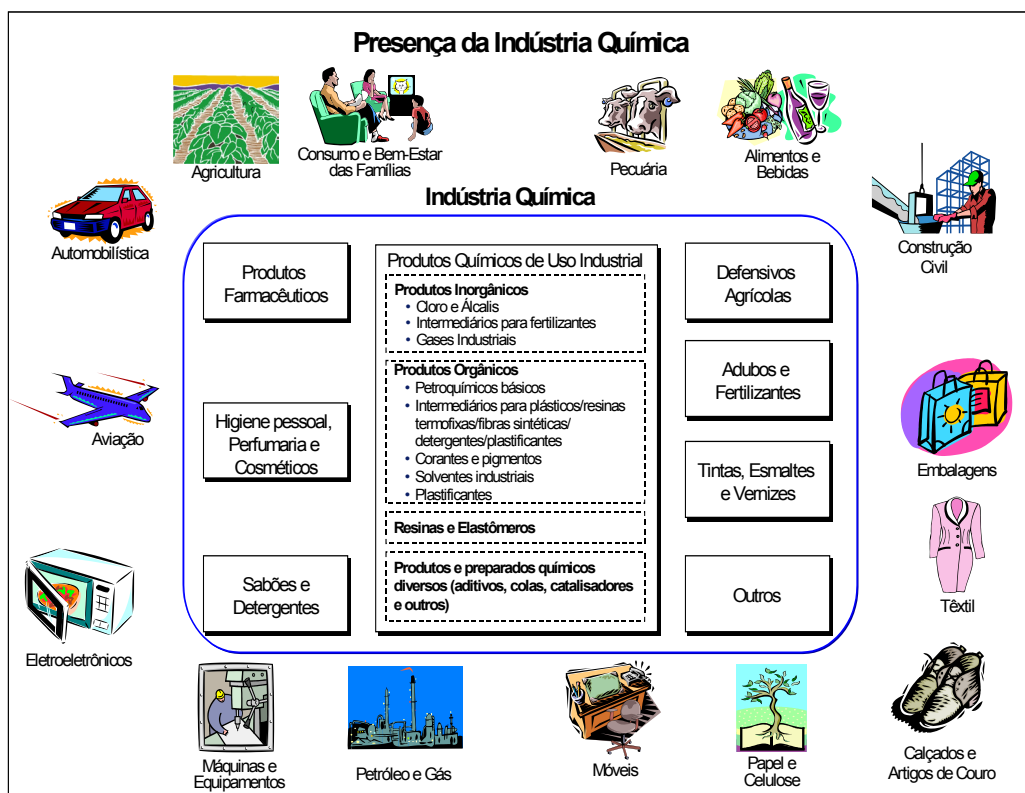 Presença da Indústria Química
Agricultura
Consumo e Bem-Estar
das Famílias
Pecuária
Alimentos e
Bebidas
Automobilística
Indústria Química
Construção
Civil
Produtos
Farmacêuticos
Produtos Químicos de Uso Industrial
Produtos Inorgânicos
• Cloro e Álcalis
• Intermediários para fertilizantes
• Gases Industriais
Defensivos
Agrícolas
Aviação
Higiene pessoal,
Perfumaria e
Cosméticos
Produtos Orgânicos
• Petroquímicos básicos
• Intermediários para plásticos/resinas
termofixas/fibras sintéticas/
detergentes/plastificantes
• Corantes e pigmentos
• Solventes industriais
• Plastificantes
Adubos e
Fertilizantes
Tintas, Esmaltes
e Vernizes
Embalagens
Resinas e Elastômeros
Sabões e
Detergentes
Produtos e preparados químicos
diversos (aditivos, colas, catalisadores
e outros)
Outros
Têxtil
Eletroeletrônicos
Máquinas e
Equipamentos
Petróleo e Gás
Móveis
Papel e
Celulose
Calçados e
Artigos de Couro